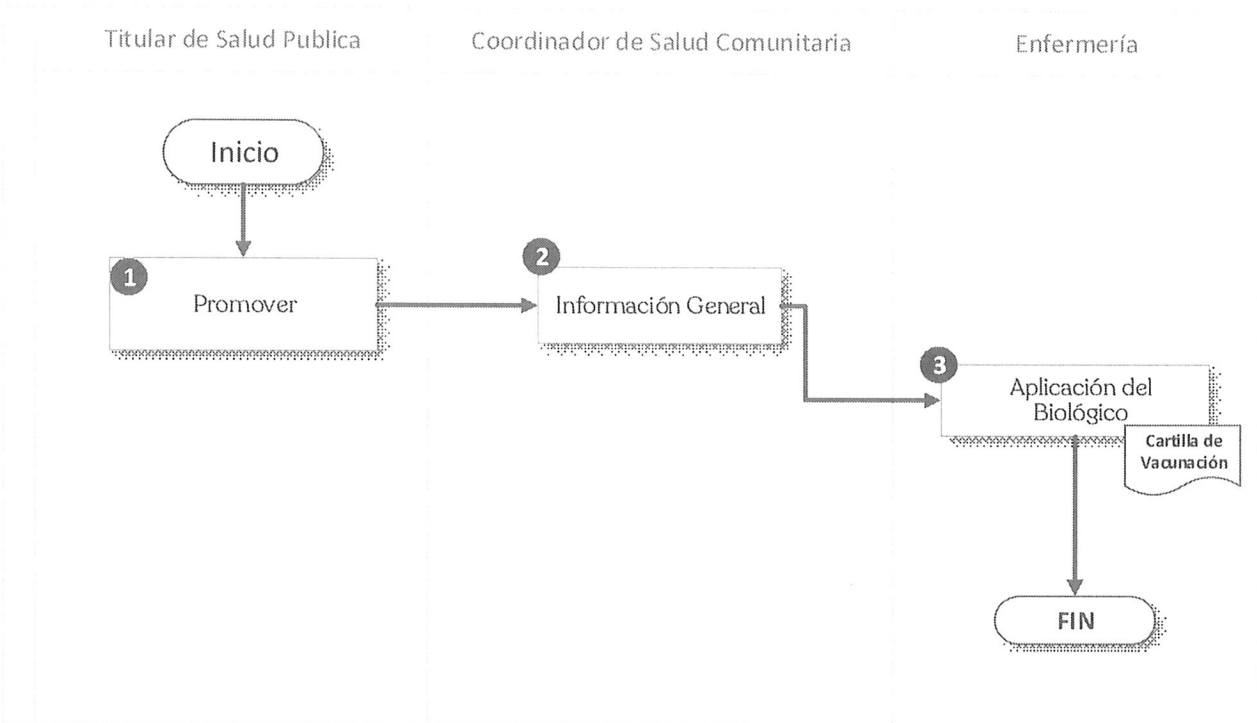 Titular de Salud Publica
Coordinador de Salud Comunitaria
Enfermería
Inicio
1
Promover
2
Información General
3
Aplicación del
Biológico
Cartilla de
Vacunación
FIN